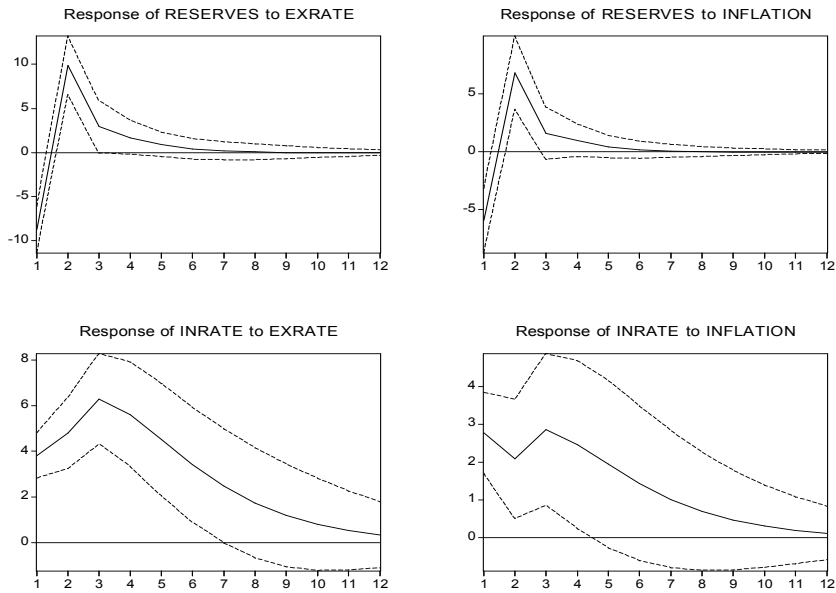 Response of RESERVES to EXRATE
10
5
0
-5
-10
1 2 3 4 5 6 7 8 9 10 11 12
Response of RESERVES to INFLATION
5
0
-5
1 2 3 4 5 6 7 8 9 10 11 12
Response of INRATE to EXRATE
8
6
4
2
0
1 2 3 4 5 6 7 8 9 10 11 12
Response of INRATE to INFLATION
4
3
2
1
0
1 2 3 4 5 6 7 8 9 10 11 12